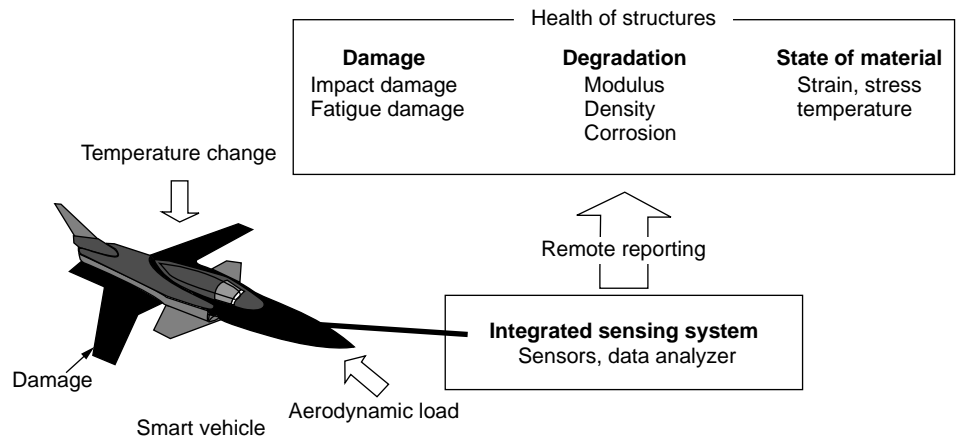 Health of structures
Damage
Impact damage
Fatigue damage
Degradation
Modulus
Density
Corrosion
State of material
Strain, stress
temperature
Temperature change
Remote reporting
Integrated sensing system
Sensors, data analyzer
Damage
Aerodynamic load
Smart vehicle